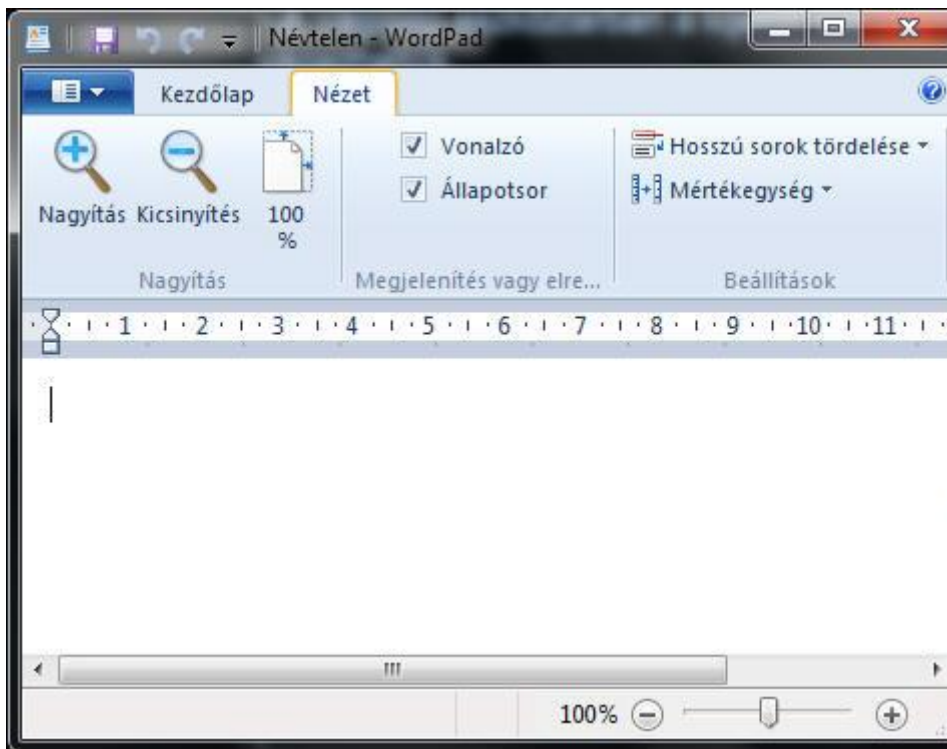 Névtelen - WordPad
Kezdőlap Nézet
Vonalzó Hosszú sorok tördelése
Állapotsor Mértékegység
Nagyítás Kicsinyítés 100
%
Nagyítás Megjelenítés vagy elre... Beállítások
1 2 3 4 5 6 7 8 9 10 11
100%